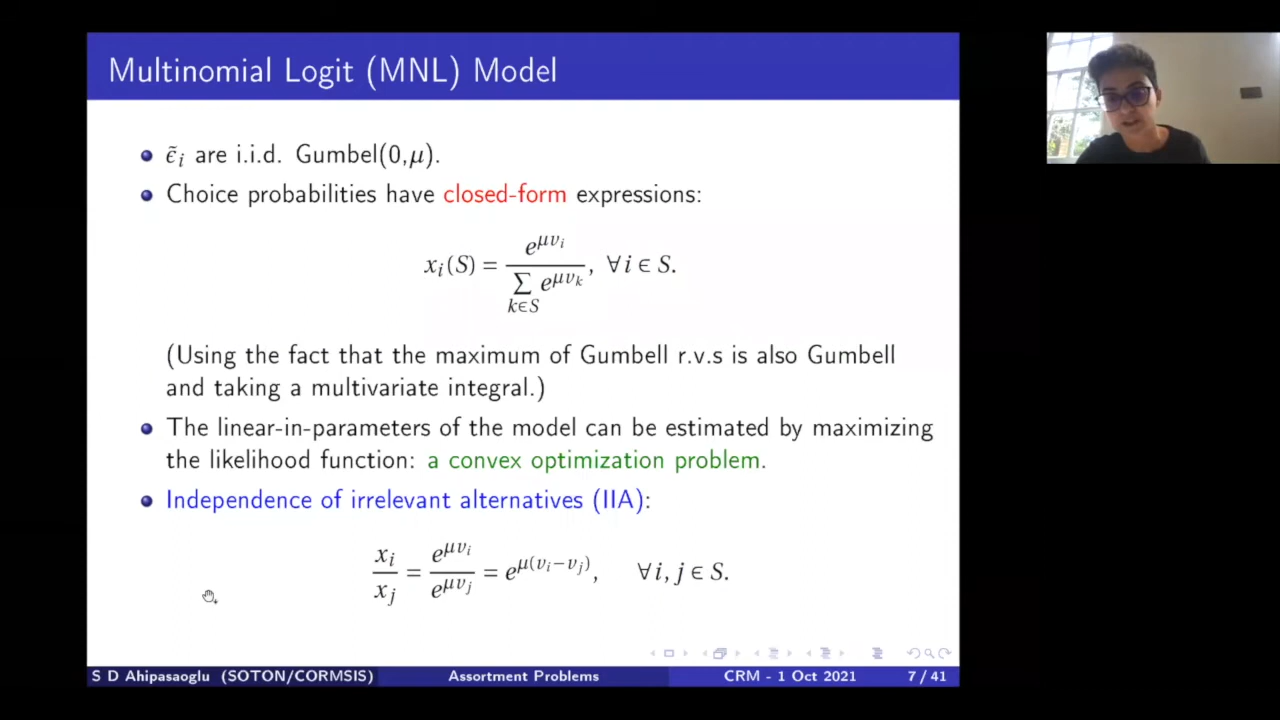 Multinomial Logit (MNL) Model
ε̃ᵢ are i.i.d. Gumbel(0,μ).
Choice probabilities have closed-form expressions:
xᵢ(S) = e^{μvᵢ} / ∑_{k∈S} e^{μvₖ}, ∀i ∈ S.
(Using the fact that the maximum of Gumbell r.v.s is also Gumbell
and taking a multivariate integral.)
The linear-in-parameters of the model can be estimated by maximizing
the likelihood function: a convex optimization problem.
Independence of irrelevant alternatives (IIA):
xᵢ/xⱼ = e^{μvᵢ}/e^{μvⱼ} = e^{μ(vᵢ−vⱼ)}, ∀i, j ∈ S.
S D Ahipasaoglu (SOTON/CORMSIS) Assortment Problems CRM - 1 Oct 2021 7 / 41